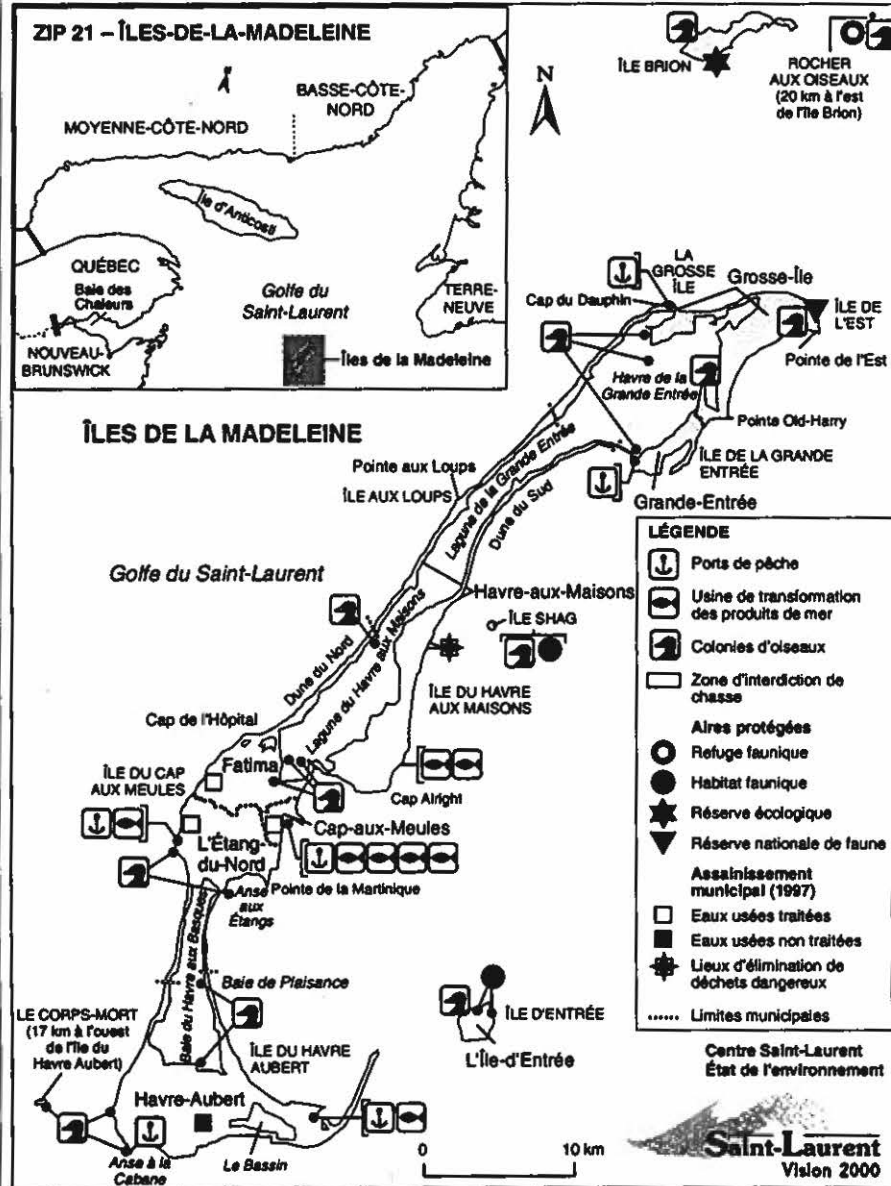 ZIP 21 – ÎLES-DE-LA-MADELEINE
N
BASSE-CÔTE-
NORD
MOYENNE-CÔTE-NORD
Île d'Anticosti
QUÉBEC
Baie des
Chaleurs
Golfe du
Saint-Laurent
TERRE-
NEUVE
NOUVEAU-
BRUNSWICK
Îles de la Madeleine
ÎLE BRION
ROCHER
AUX OISEAUX
(20 km à l'est
de l'île Brion)
N
LA
GROSSE
ÎLE
Grosse-Île
Cap du Dauphin
ÎLE DE
L'EST
Pointe de l'Est
Havre de la
Grande Entrée
Pointe Old-Harry
ÎLES DE LA MADELEINE
Pointe aux Loups
ÎLE AUX LOUPS
Lagune de la Grande Entrée
Dune du Sud
ÎLE DE LA GRANDE
ENTRÉE
Grande-Entrée
Golfe du Saint-Laurent
Havre-aux-Maisons
ÎLE SHAG
Dune du Nord
Lagune du Havre aux Maisons
ÎLE DU HAVRE
AUX MAISONS
Cap de l'Hôpital
Fatima
ÎLE DU CAP
AUX MEULES
Cap Alright
L'Étang-
du-Nord
Cap-aux-Meules
Pointe de la Martinique
Anse
aux
Étangs
Baie du Havre aux Basques
Baie de Plaisance
LE CORPS-MORT
(17 km à l'ouest
de l'île du
Havre Aubert)
ÎLE DU HAVRE
AUBERT
ÎLE D'ENTRÉE
L'Île-d'Entrée
Havre-Aubert
Anse à la
Cabane
Le Bassin
0 10 km
LÉGENDE
Ports de pêche
Usine de transformation
des produits de mer
Colonies d'oiseaux
Zone d'interdiction de
chasse
Aires protégées
Refuge faunique
Habitat faunique
Réserve écologique
Réserve nationale de faune
Assainissement
municipal (1997)
Eaux usées traitées
Eaux usées non traitées
Lieux d'élimination de
déchets dangereux
Limites municipales
Centre Saint-Laurent
État de l'environnement
Saint-Laurent
Vision 2000